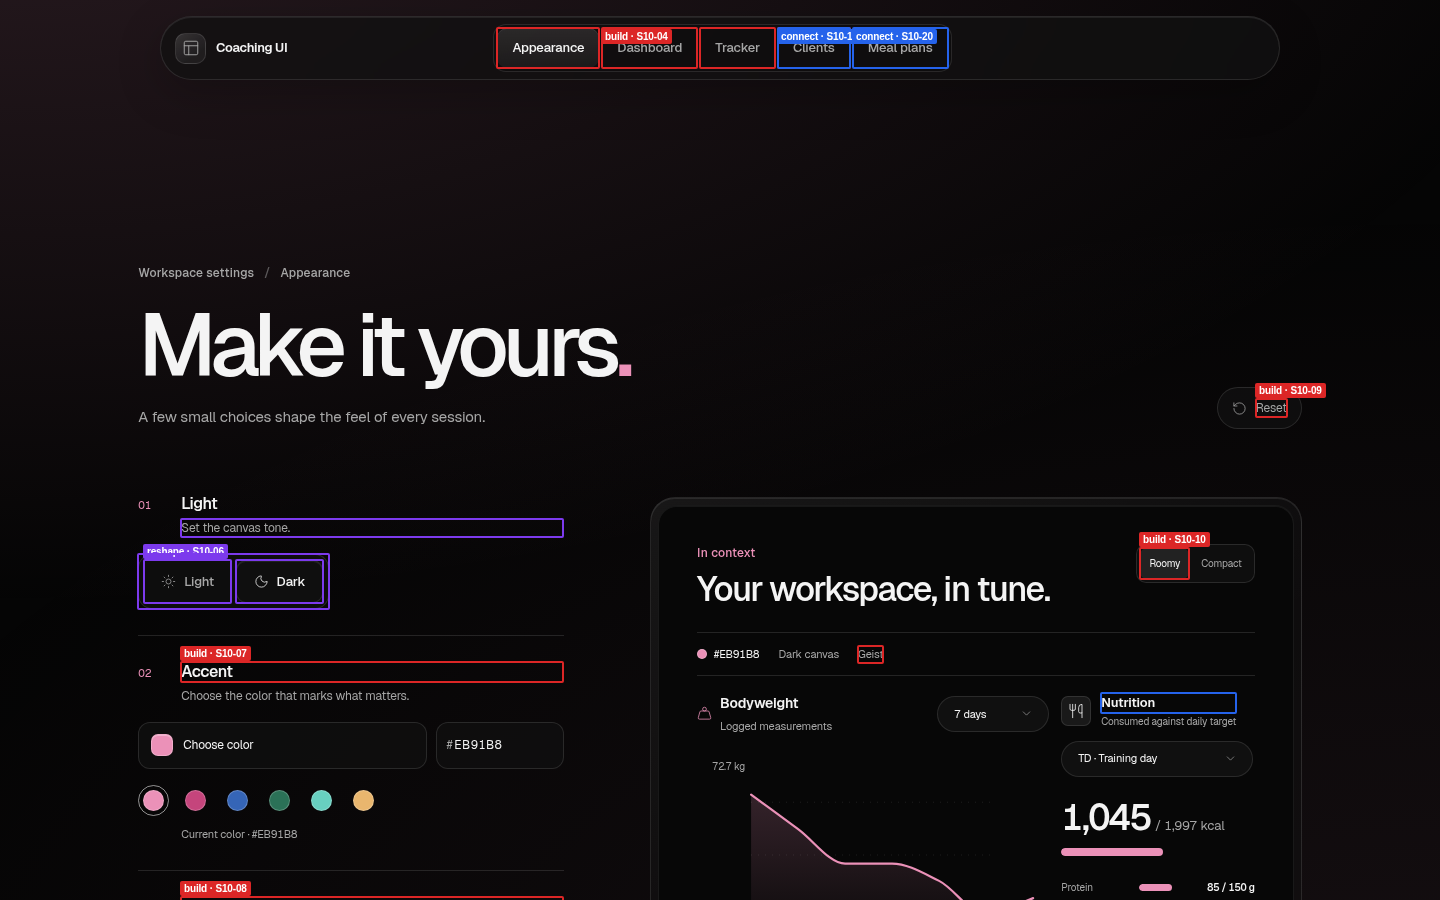 Coaching UI
Appearance
build · S10-04
Dashboard
Tracker
connect · S10-1
Clients
connect · S10-20
Meal plans
Workspace settings / Appearance
Make it yours.
A few small choices shape the feel of every session.
build · S10-09
Reset
01 Light
Set the canvas tone.
reshape · S10-06
Light
Dark
build · S10-07
02 Accent
Choose the color that marks what matters.
Choose color
#EB91B8
Current color · #EB91B8
build · S10-08
In context
Your workspace, in tune.
build · S10-10
Roomy
Compact
#EB91B8
Dark canvas
Geist
Bodyweight
Logged measurements
7 days
72.7 kg
Nutrition
Consumed against daily target
TD · Training day
1,045 / 1,997 kcal
Protein
85 / 150 g